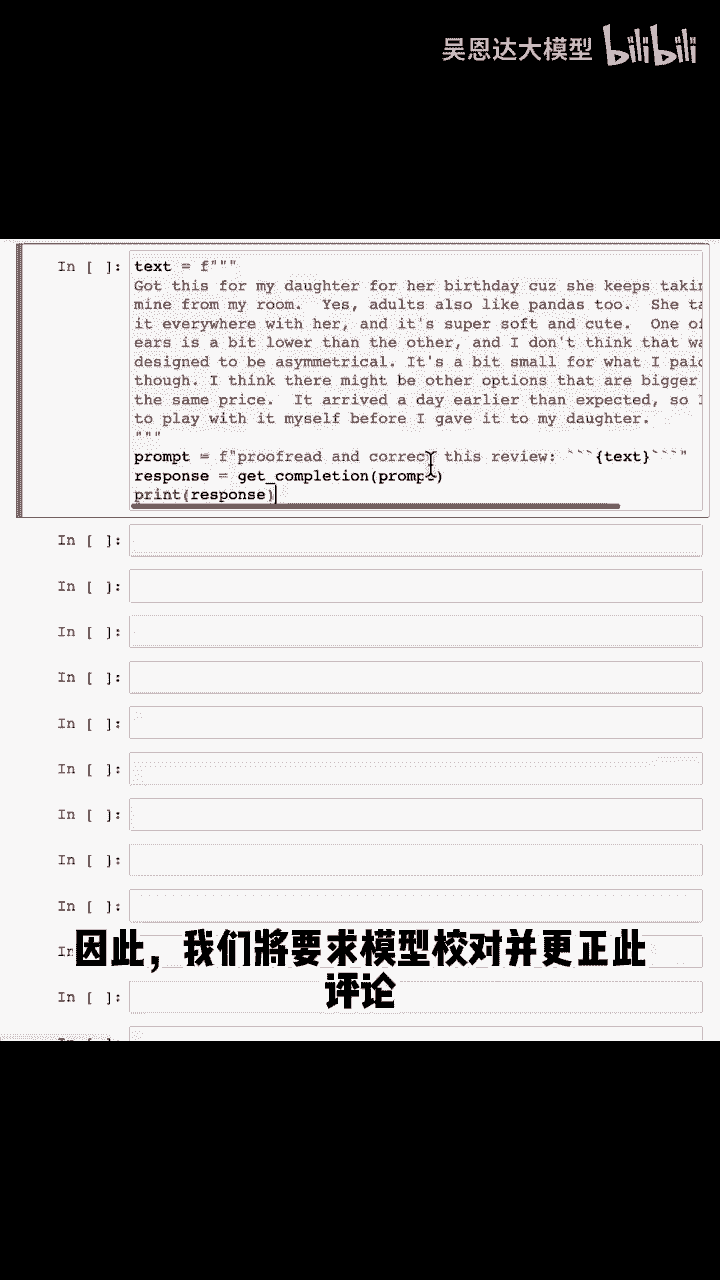 吴恩达大模型 bilibili
In [ ]: text = f"""
Got this for my daughter for her birthday cuz she keeps takin
mine from my room.  Yes, adults also like pandas too.  She ta
it everywhere with her, and it's super soft and cute.  One of
ears is a bit lower than the other, and I don't think that wa
designed to be asymmetrical. It's a bit small for what I paid
though. I think there might be other options that are bigger
the same price.  It arrived a day earlier than expected, so I
to play with it myself before I gave it to my daughter.
"""
prompt = f"proofread and correct this review: ```{text}```"
response = get_completion(prompt)
print(response)
In [ ]:
In [ ]:
In [ ]:
In [ ]:
In [ ]:
In [ ]:
In [ ]:
In [ ]:
In [ ]:
In
因此，我们將要求模型校对并更正此
评论
In [ ]:
In [ ]: